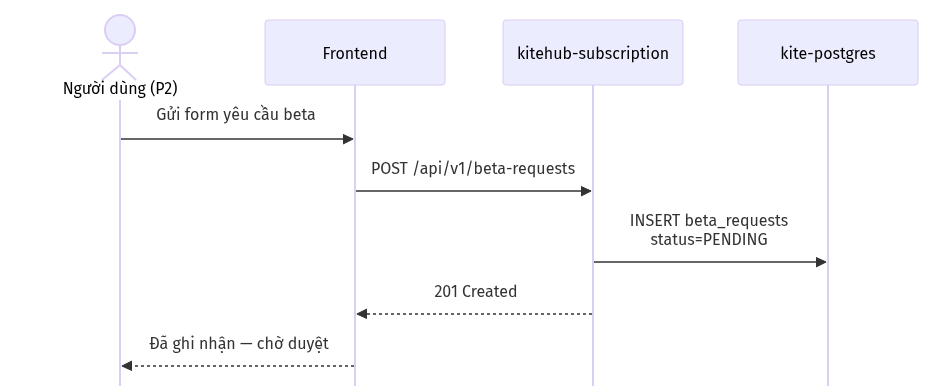 Người dùng (P2)
Frontend
kitehub-subscription
kite-postgres
Gửi form yêu cầu beta
POST /api/v1/beta-requests
INSERT beta_requests
status=PENDING
201 Created
Đã ghi nhận — chờ duyệt